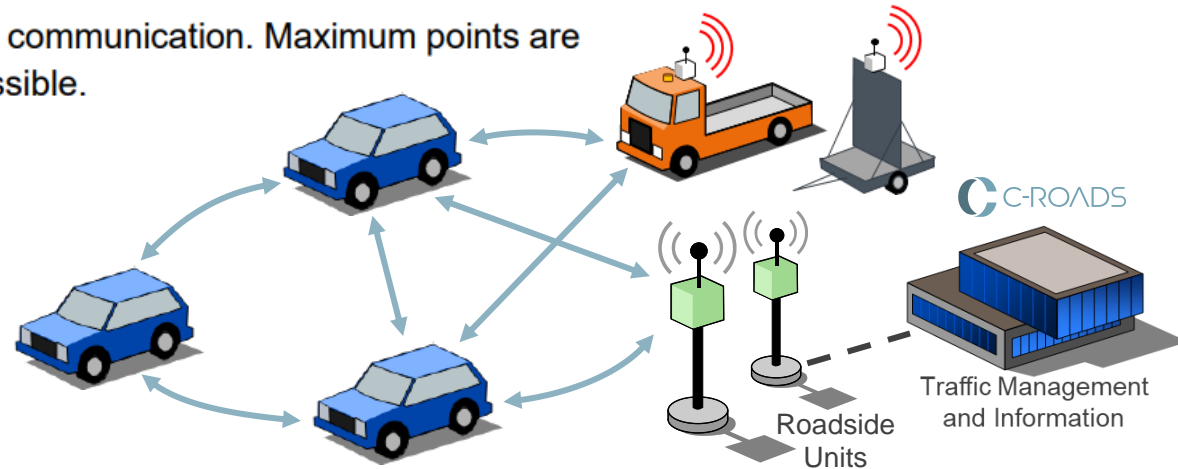 communication. Maximum points are
ssible.
C-ROADS
Traffic Management
and Information
Roadside
Units